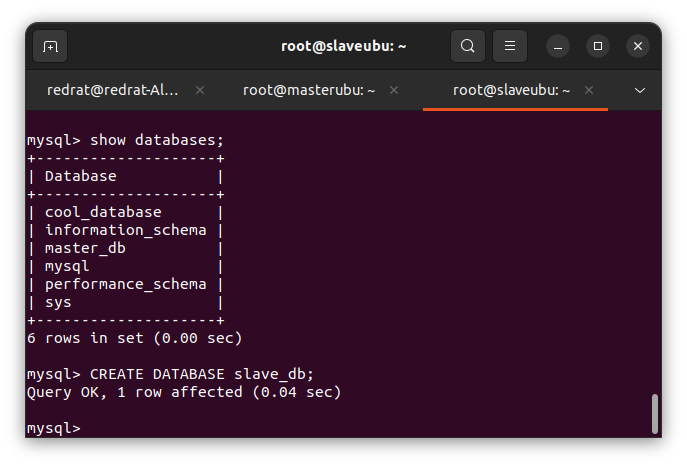 root@slaveubu: ~
redrat@redrat-Al... root@masterubu: ~ root@slaveubu: ~
mysql> show databases;
+--------------------+
| Database           |
+--------------------+
| cool_database      |
| information_schema |
| master_db          |
| mysql              |
| performance_schema |
| sys                |
+--------------------+
6 rows in set (0.00 sec)
mysql> CREATE DATABASE slave_db;
Query OK, 1 row affected (0.04 sec)
mysql>